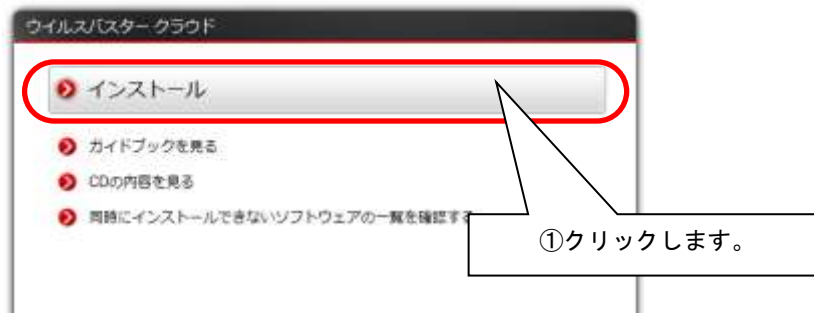 ウイルスバスター クラウド
インストール
ガイドブックを見る
CDの内容を見る
同時にインストールできないソフトウェアの一覧を確認する
①クリックします。